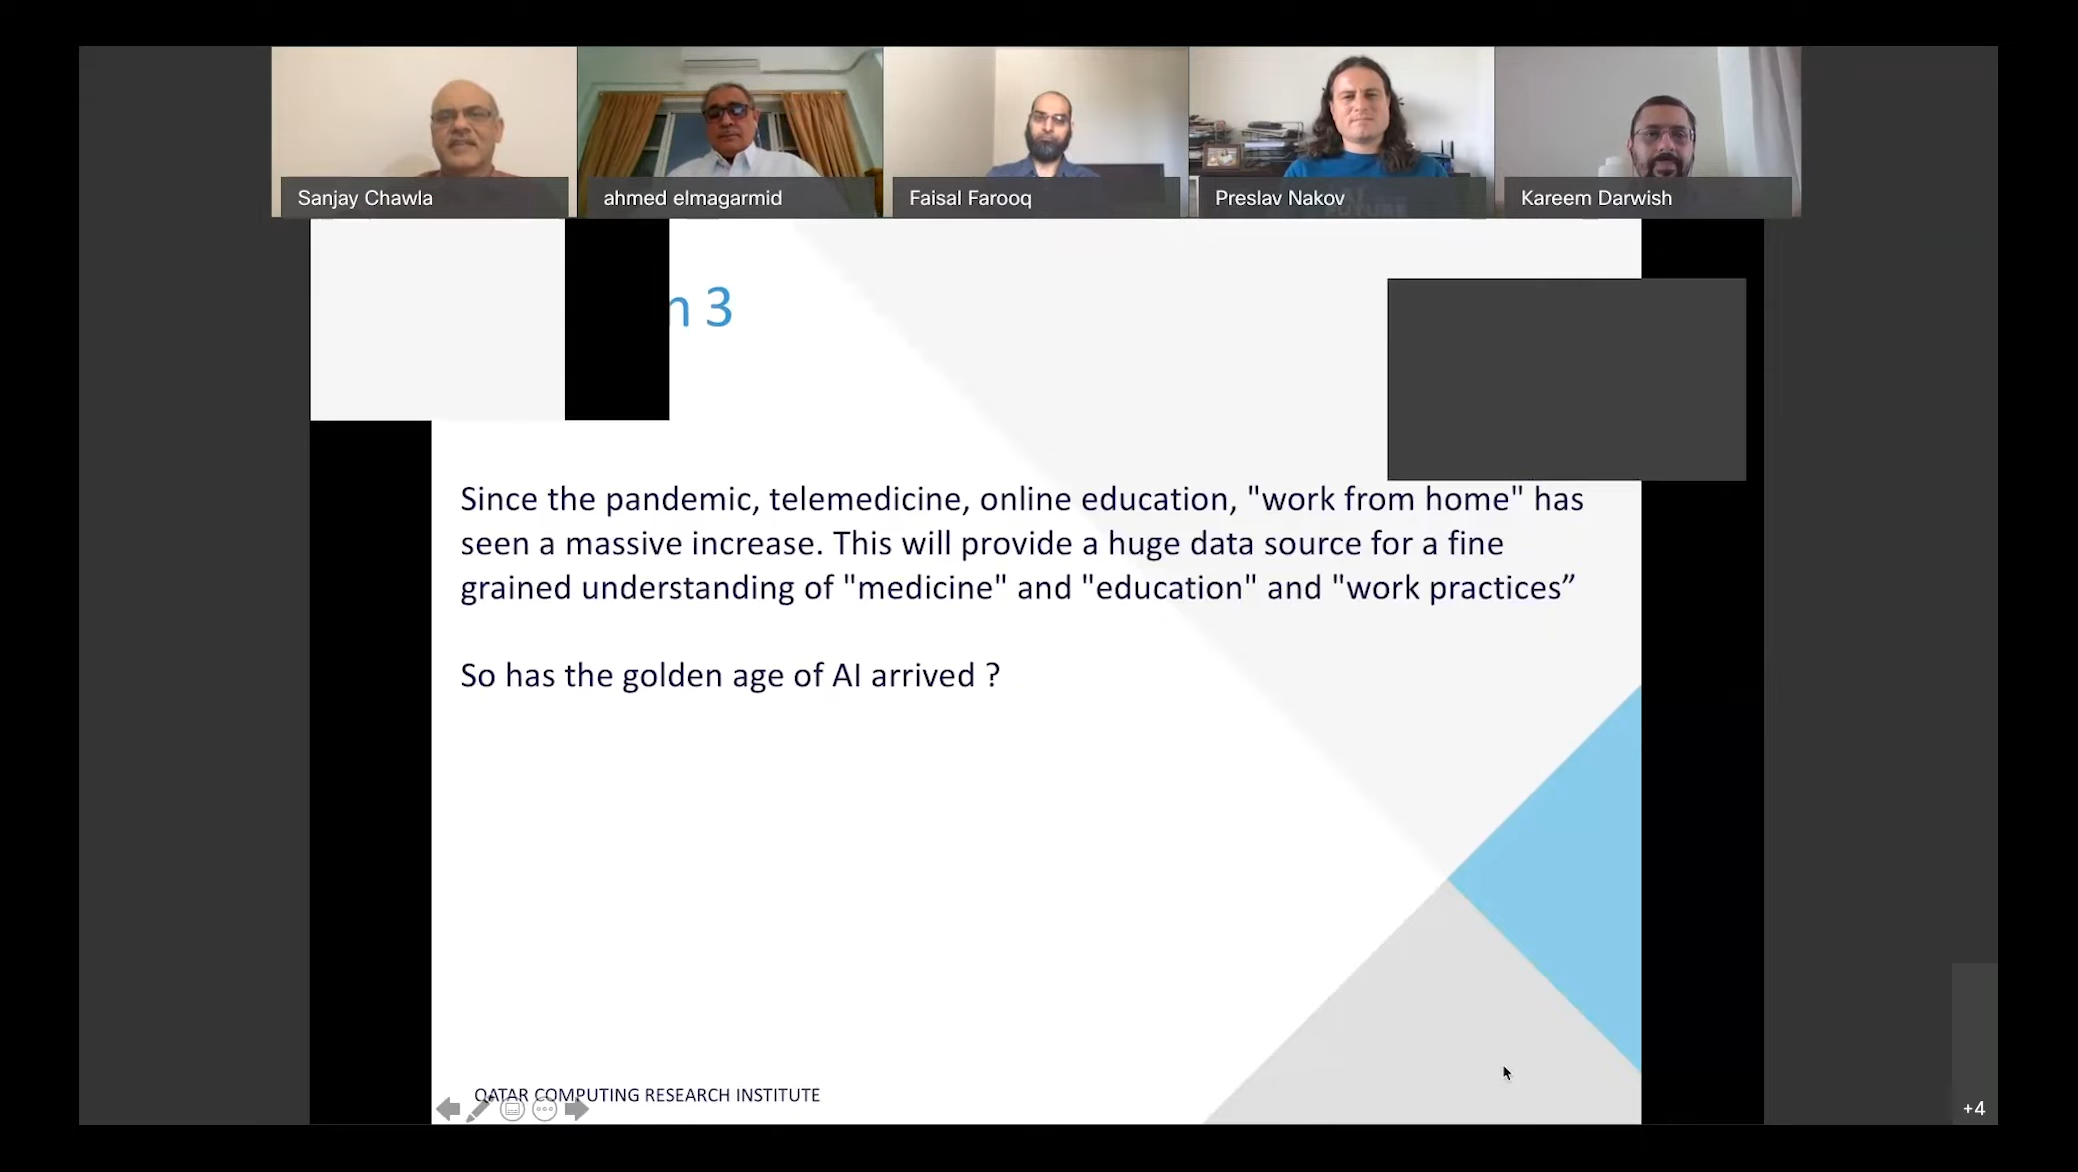 Sanjay Chawla
ahmed elmagarmid
Faisal Farooq
Preslav Nakov
Kareem Darwish
n 3
Since the pandemic, telemedicine, online education, "work from home" has
seen a massive increase. This will provide a huge data source for a fine
grained understanding of "medicine" and "education" and "work practices”
So has the golden age of AI arrived ?
QATAR COMPUTING RESEARCH INSTITUTE
+4